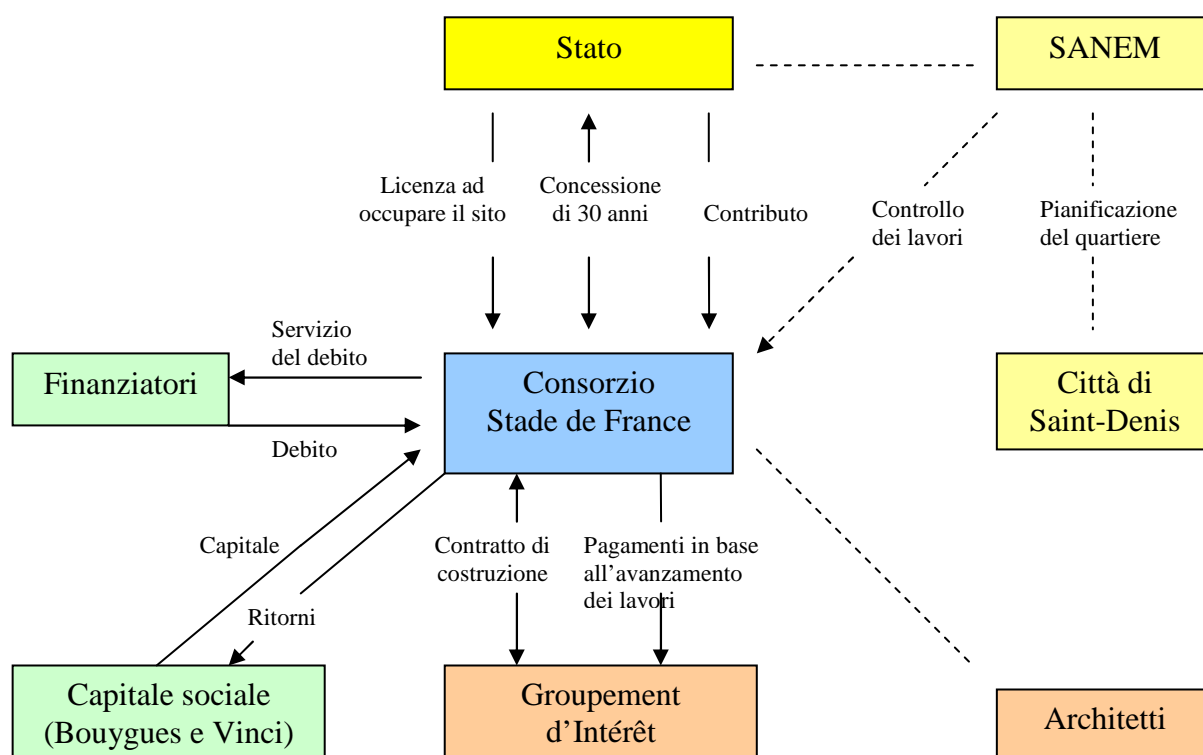 Stato
SANEM
Licenza ad
occupare il sito
Concessione
di 30 anni
Contributo
Controllo
dei lavori
Pianificazione
del quartiere
Servizio
del debito
Finanziatori
Debito
Consorzio
Stade de France
Città di
Saint-Denis
Capitale
Ritorni
Contratto di
costruzione
Pagamenti in base
all’avanzamento
dei lavori
Capitale sociale
(Bouygues e Vinci)
Groupement
d’Intérêt
Architetti